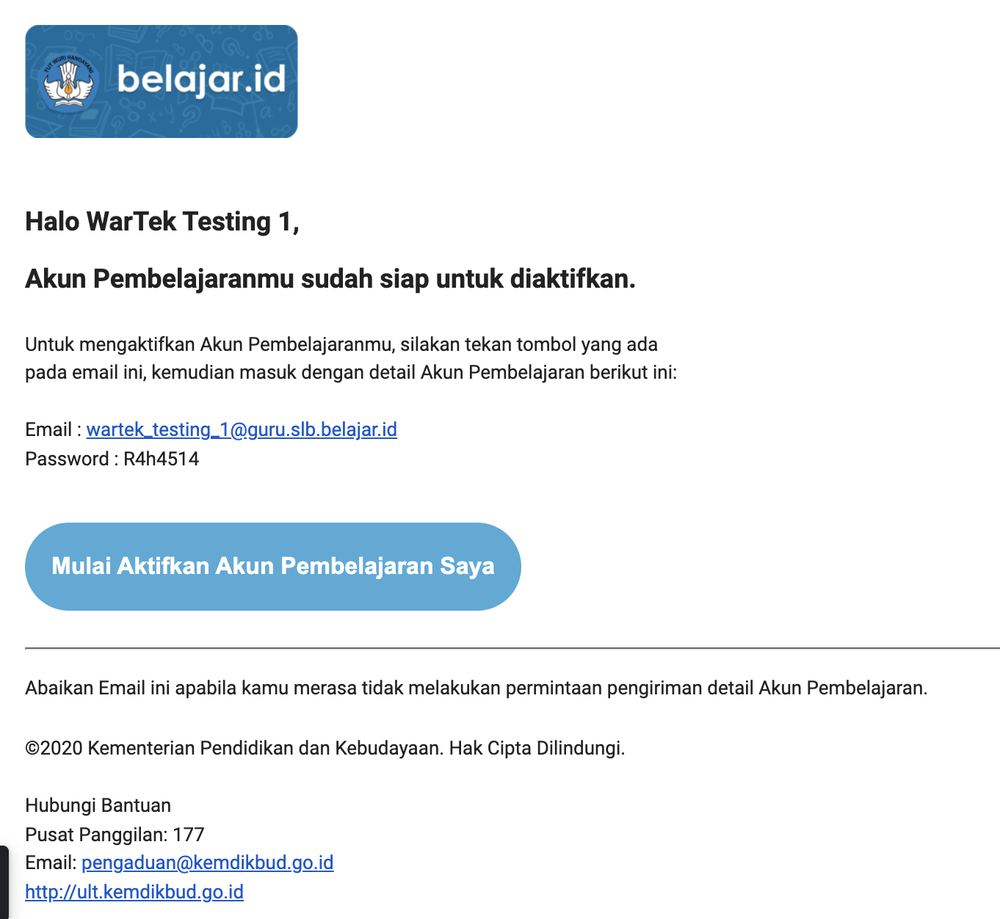 TUT WURI HANDAYANI
belajar.id
Halo WarTek Testing 1,
Akun Pembelajaranmu sudah siap untuk diaktifkan.
Untuk mengaktifkan Akun Pembelajaranmu, silakan tekan tombol yang ada
pada email ini, kemudian masuk dengan detail Akun Pembelajaran berikut ini:
Email : wartek_testing_1@guru.slb.belajar.id
Password : R4h4514
Mulai Aktifkan Akun Pembelajaran Saya
Abaikan Email ini apabila kamu merasa tidak melakukan permintaan pengiriman detail Akun Pembelajaran.
©2020 Kementerian Pendidikan dan Kebudayaan. Hak Cipta Dilindungi.
Hubungi Bantuan
Pusat Panggilan: 177
Email: pengaduan@kemdikbud.go.id
http://ult.kemdikbud.go.id